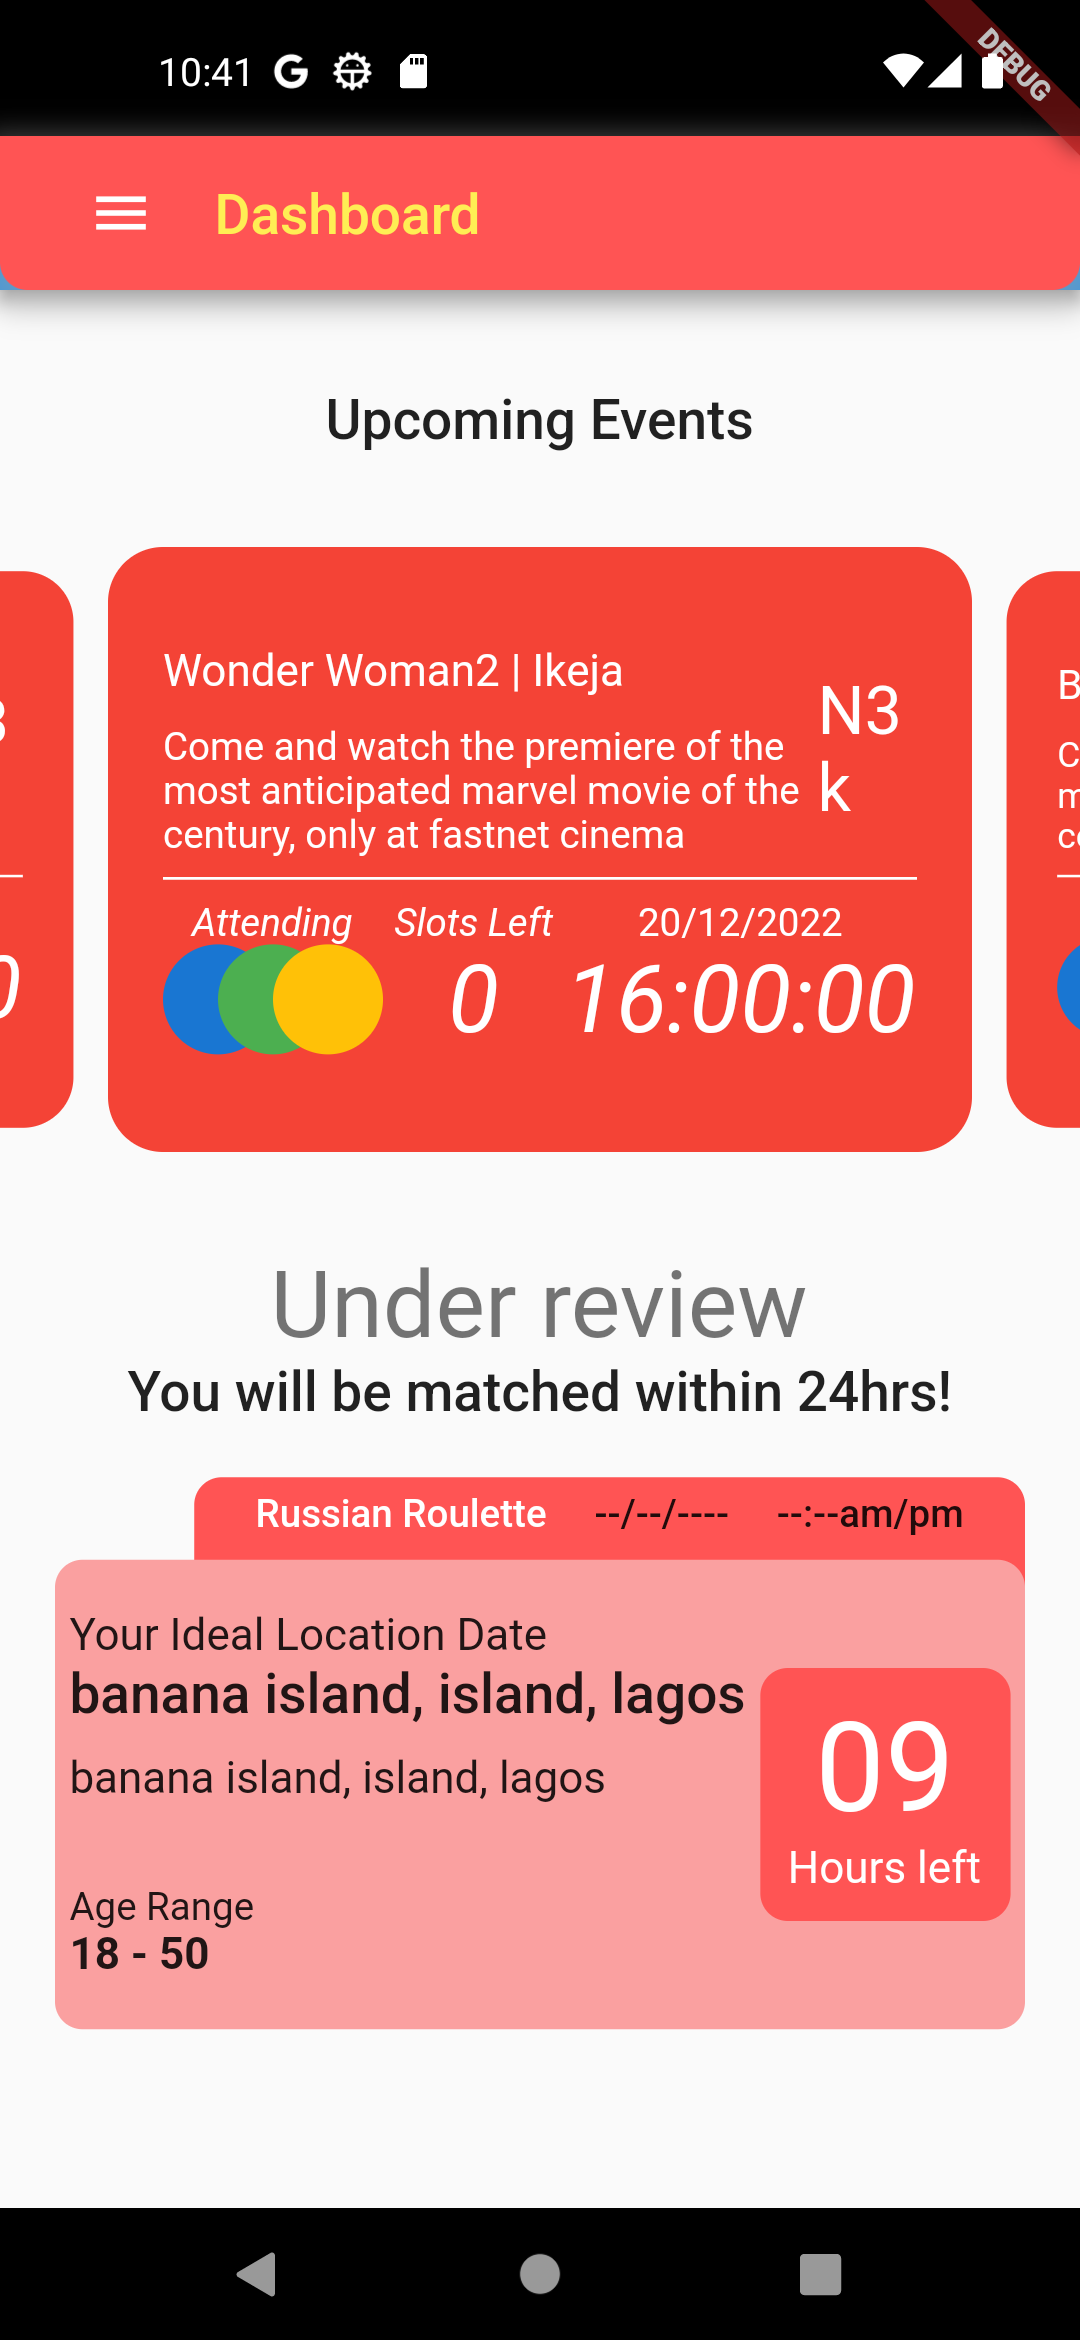 10:41
DEBUG
Dashboard
Upcoming Events
Wonder Woman2 | Ikeja
N3
k
Come and watch the premiere of the
most anticipated marvel movie of the
century, only at fastnet cinema
Attending Slots Left 20/12/2022
0 16:00:00
Under review
You will be matched within 24hrs!
Russian Roulette --/--/---- --:--am/pm
Your Ideal Location Date
banana island, island, lagos
banana island, island, lagos
09
Hours left
Age Range
18 - 50